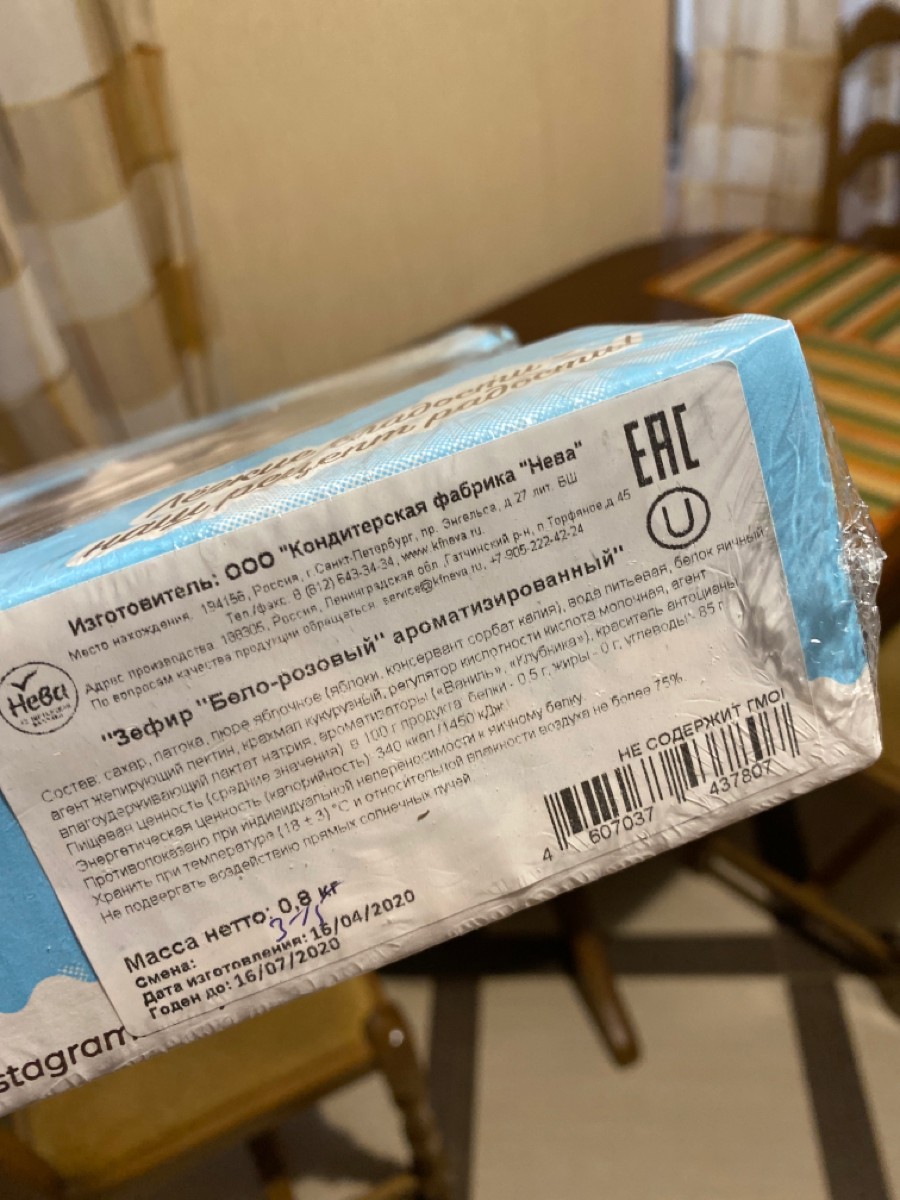 Легкие сладости -
наш рецепт радости!
EAC
U
Изготовитель: ООО "Кондитерская фабрика "Нева"
Место нахождения: 194156, Россия, г.Санкт-Петербург, пр. Энгельса, д.27 лит. БШ
Тел./факс: 8 (812) 643-34-34, www.kfneva.ru.
Адрес производства: 188305, Россия, Ленинградская обл.,Гатчинский р-н, п.Торфяное,д 45
По вопросам качества продукции обращаться: service@kfneva.ru, +7-905-222-42-24
Нева
"Зефир "Бело-розовый" ароматизированный"
Состав: сахар, патока, пюре яблочное (яблоки, консервант сорбат калия), вода питьевая, белок яичный,
агент желирующий пектин, крахмал кукурузный, регулятор кислотности кислота молочная, агент
влагоудерживающий лактат натрия, ароматизаторы («Ваниль», «Клубника»), краситель антоцианы.
Пищевая ценность (средние значения) в 100 г продукта: белки - 0,5 г, жиры - 0 г, углеводы - 85 г
Энергетическая ценность (калорийность): 340 ккал /1450 кДж
Противопоказано при индивидуальной непереносимости к яичному белку
Хранить при температуре (18 ± 3) °С и относительной влажности воздуха не более 75%.
Не подвергать воздействию прямых солнечных лучей
НЕ СОДЕРЖИТ ГМО!
4 607037 437807
Масса нетто: 0,8 кг
Смена: 3-15
Дата изготовления: 16/04/2020
Годен до: 16/07/2020
stagram